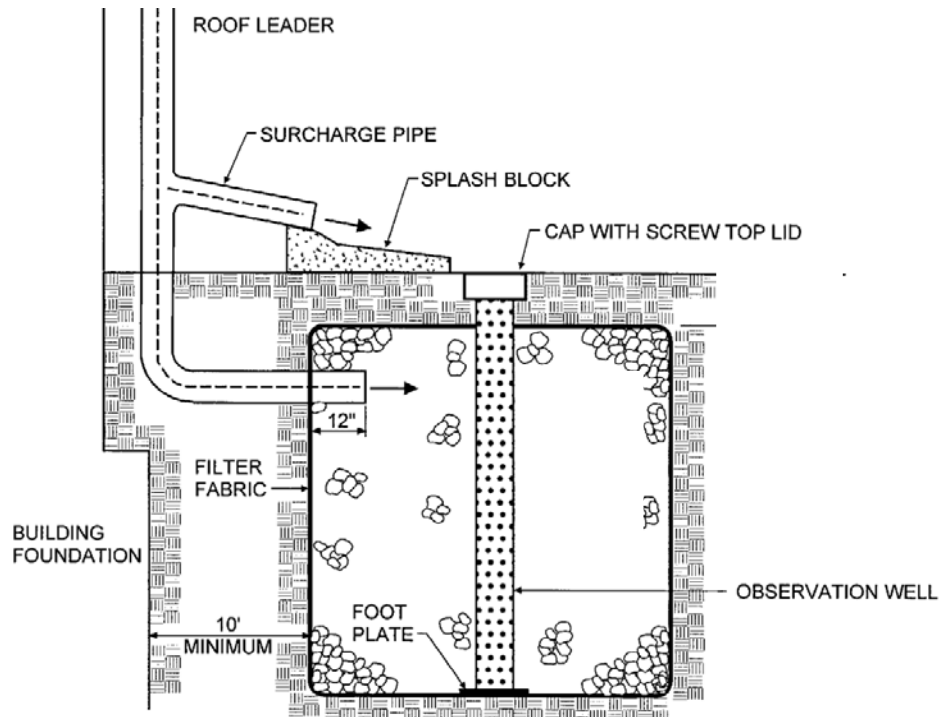 ROOF LEADER
SURCHARGE PIPE
SPLASH BLOCK
CAP WITH SCREW TOP LID
12"
FILTER
FABRIC
BUILDING
FOUNDATION
OBSERVATION WELL
FOOT
PLATE
10'
MINIMUM